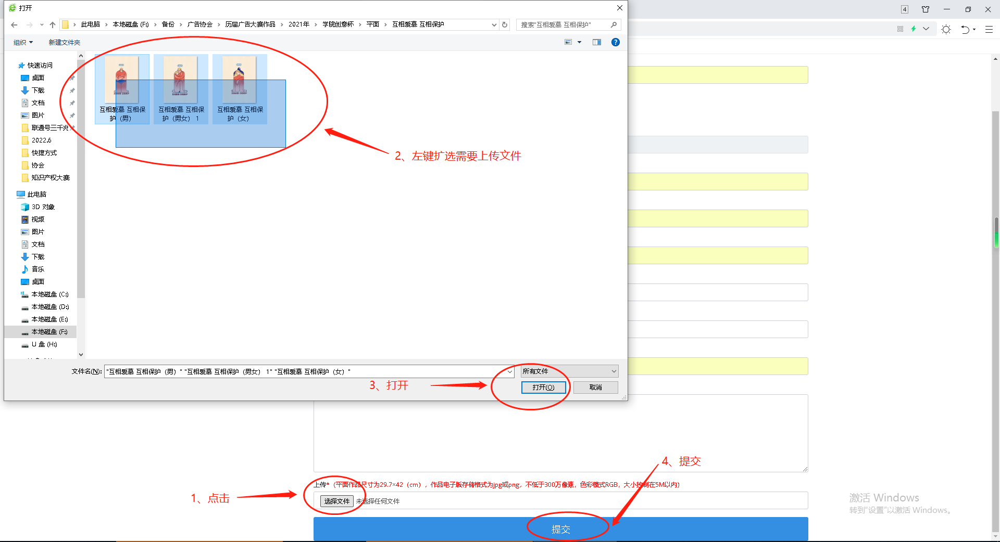 打开
4
此电脑 › 本地磁盘 (F:) › 备份 › 广告协会 › 历届广告大赛作品 › 2021年 › 学院创意杯 › 平面 › 互相爱慕 互相保护
搜索"互相爱慕 互相保护"
组织
新建文件夹
快速访问
桌面
下载
文档
图片
联通号三千兆
2022.6
快捷方式
协会
知识产权大赛
此电脑
3D 对象
视频
图片
文档
下载
音乐
桌面
本地磁盘 (C:)
本地磁盘 (D:)
本地磁盘 (E:)
本地磁盘 (F:)
U 盘 (H:)
互相爱慕 互相保
护（男）
互相爱慕 互相保
护（男女） 1
互相爱慕 互相保
护（女）
2、左键扩选需要上传文件
文件名(N):
"互相爱慕 互相保护（男）" "互相爱慕 互相保护（男女） 1" "互相爱慕 互相保护（女）"
所有文件
3、打开
打开(O)
取消
4、提交
上传*（平面作品尺寸为29.7×42（cm），作品电子版存储格式为jpg或png，不低于300万像素，色彩模式RGB，大小控制在5M以内）
1、点击
选择文件
未选择任何文件
提交
激活 Windows
转到"设置"以激活 Windows。